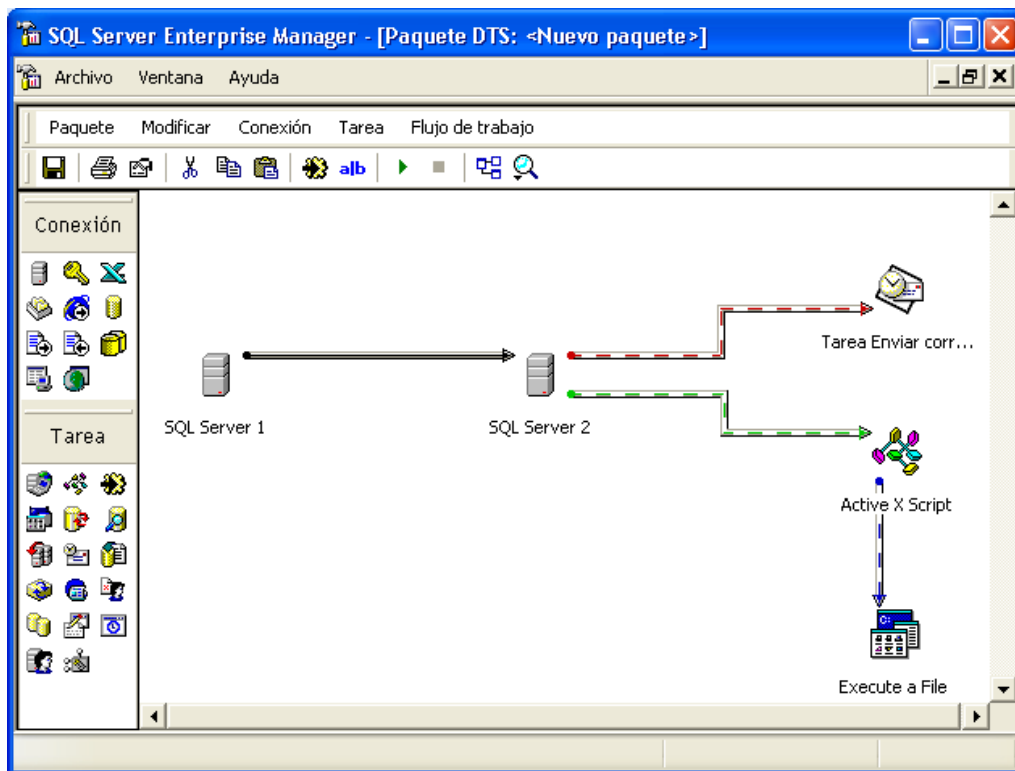 SQL Server Enterprise Manager - [Paquete DTS: <Nuevo paquete>]
Archivo Ventana Ayuda
Paquete Modificar Conexión Tarea Flujo de trabajo
a|b
Conexión
Tarea Enviar corr...
SQL Server 1
SQL Server 2
Tarea
Active X Script
C:
Execute a File